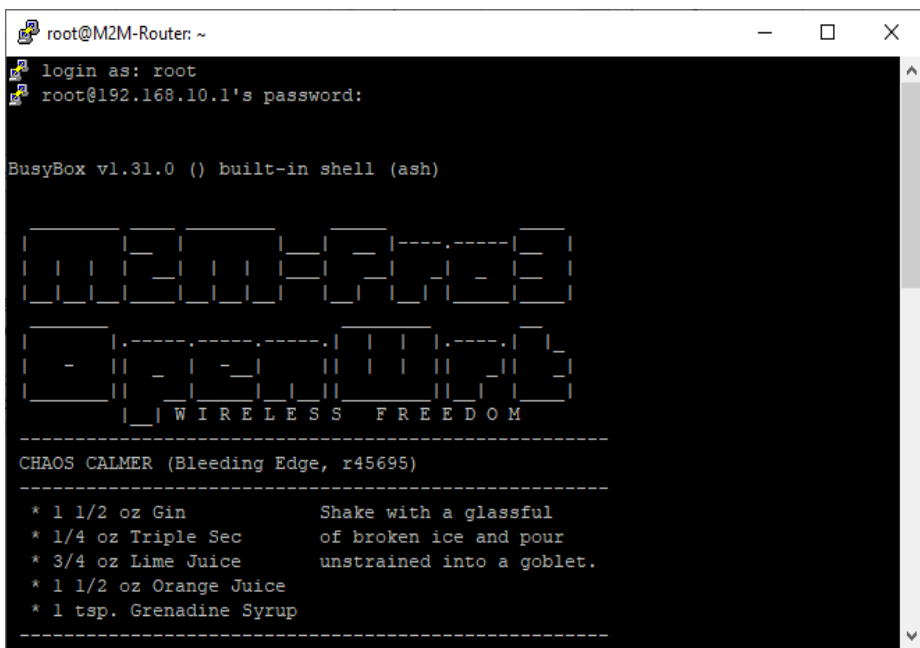 root@M2M-Router: ~
login as: root
root@192.168.10.1's password:
BusyBox v1.31.0 () built-in shell (ash)
M2M-Pro3
OpenWrt
W I R E L E S S   F R E E D O M
CHAOS CALMER (Bleeding Edge, r45695)
* 1 1/2 oz Gin Shake with a glassful
* 1/4 oz Triple Sec of broken ice and pour
* 3/4 oz Lime Juice unstrained into a goblet.
* 1 1/2 oz Orange Juice
* 1 tsp. Grenadine Syrup